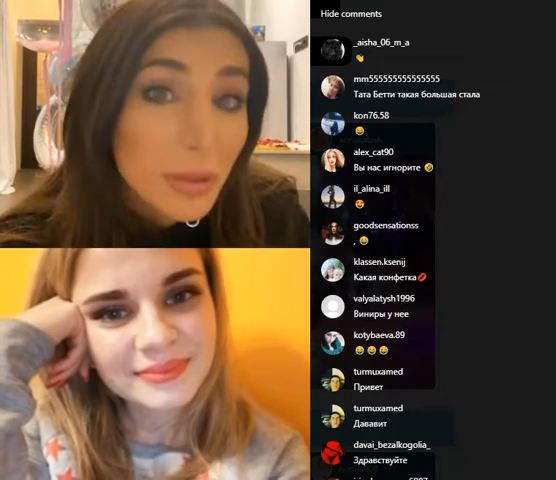 Hide comments
_aisha_06_m_a
👏
mm555555555555555
Тата Бетти такая большая стала
kon76.58
😂
alex_cat90
Вы нас игнорите 🤣
il_alina_ill
😍
goodsensationss
, 😂
klassen.ksenij
Какая конфетка💋
valyalatysh1996
Виниры у нее
kotybaeva.89
😂 😂 😂
turmuxamed
Привет
turmuxamed
Дававит
davai_bezalkogolia_
Здравствуйте